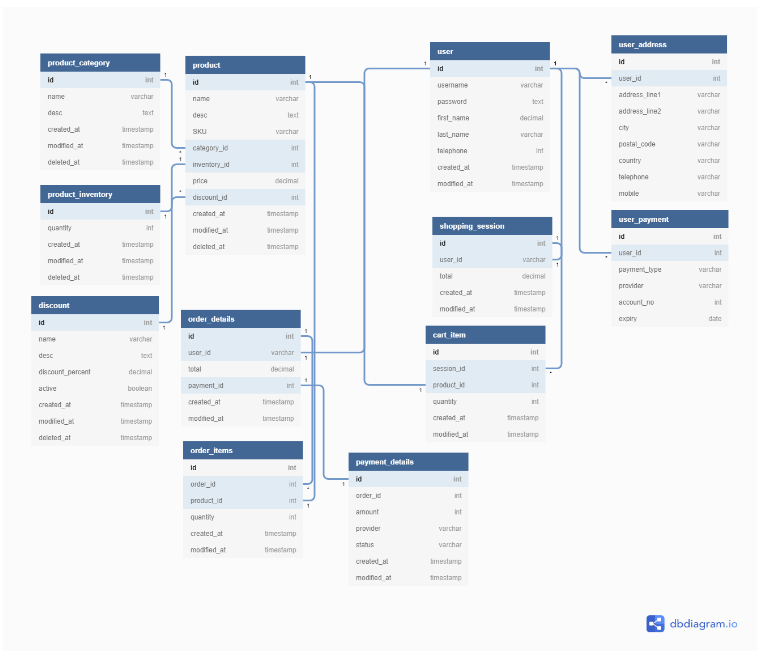 product_category
id int
name varchar
desc text
created_at timestamp
modified_at timestamp
deleted_at timestamp
product
id int
name varchar
desc text
SKU varchar
category_id int
inventory_id int
price decimal
discount_id int
created_at timestamp
modified_at timestamp
deleted_at timestamp
user
id int
username varchar
password text
first_name decimal
last_name varchar
telephone int
created_at timestamp
modified_at timestamp
user_address
id int
user_id int
address_line1 varchar
address_line2 varchar
city varchar
postal_code varchar
country varchar
telephone varchar
mobile varchar
product_inventory
id int
quantity int
created_at timestamp
modified_at timestamp
deleted_at timestamp
shopping_session
id int
user_id varchar
total decimal
created_at timestamp
modified_at timestamp
user_payment
id int
user_id int
payment_type varchar
provider varchar
account_no int
expiry date
discount
id int
name varchar
desc text
discount_percent decimal
active boolean
created_at timestamp
modified_at timestamp
deleted_at timestamp
order_details
id int
user_id varchar
total decimal
payment_id int
created_at timestamp
modified_at timestamp
cart_item
id int
session_id int
product_id int
quantity int
created_at timestamp
modified_at timestamp
order_items
id int
order_id int
product_id int
quantity int
created_at timestamp
modified_at timestamp
payment_details
id int
order_id int
amount int
provider varchar
status varchar
created_at timestamp
modified_at timestamp
dbdiagram.io